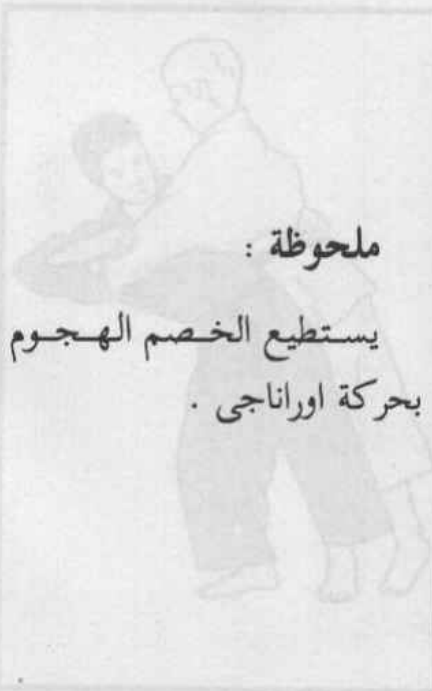 ملحوظة :
يستطيع الخصم الهجوم
بحركة اوراناجى .